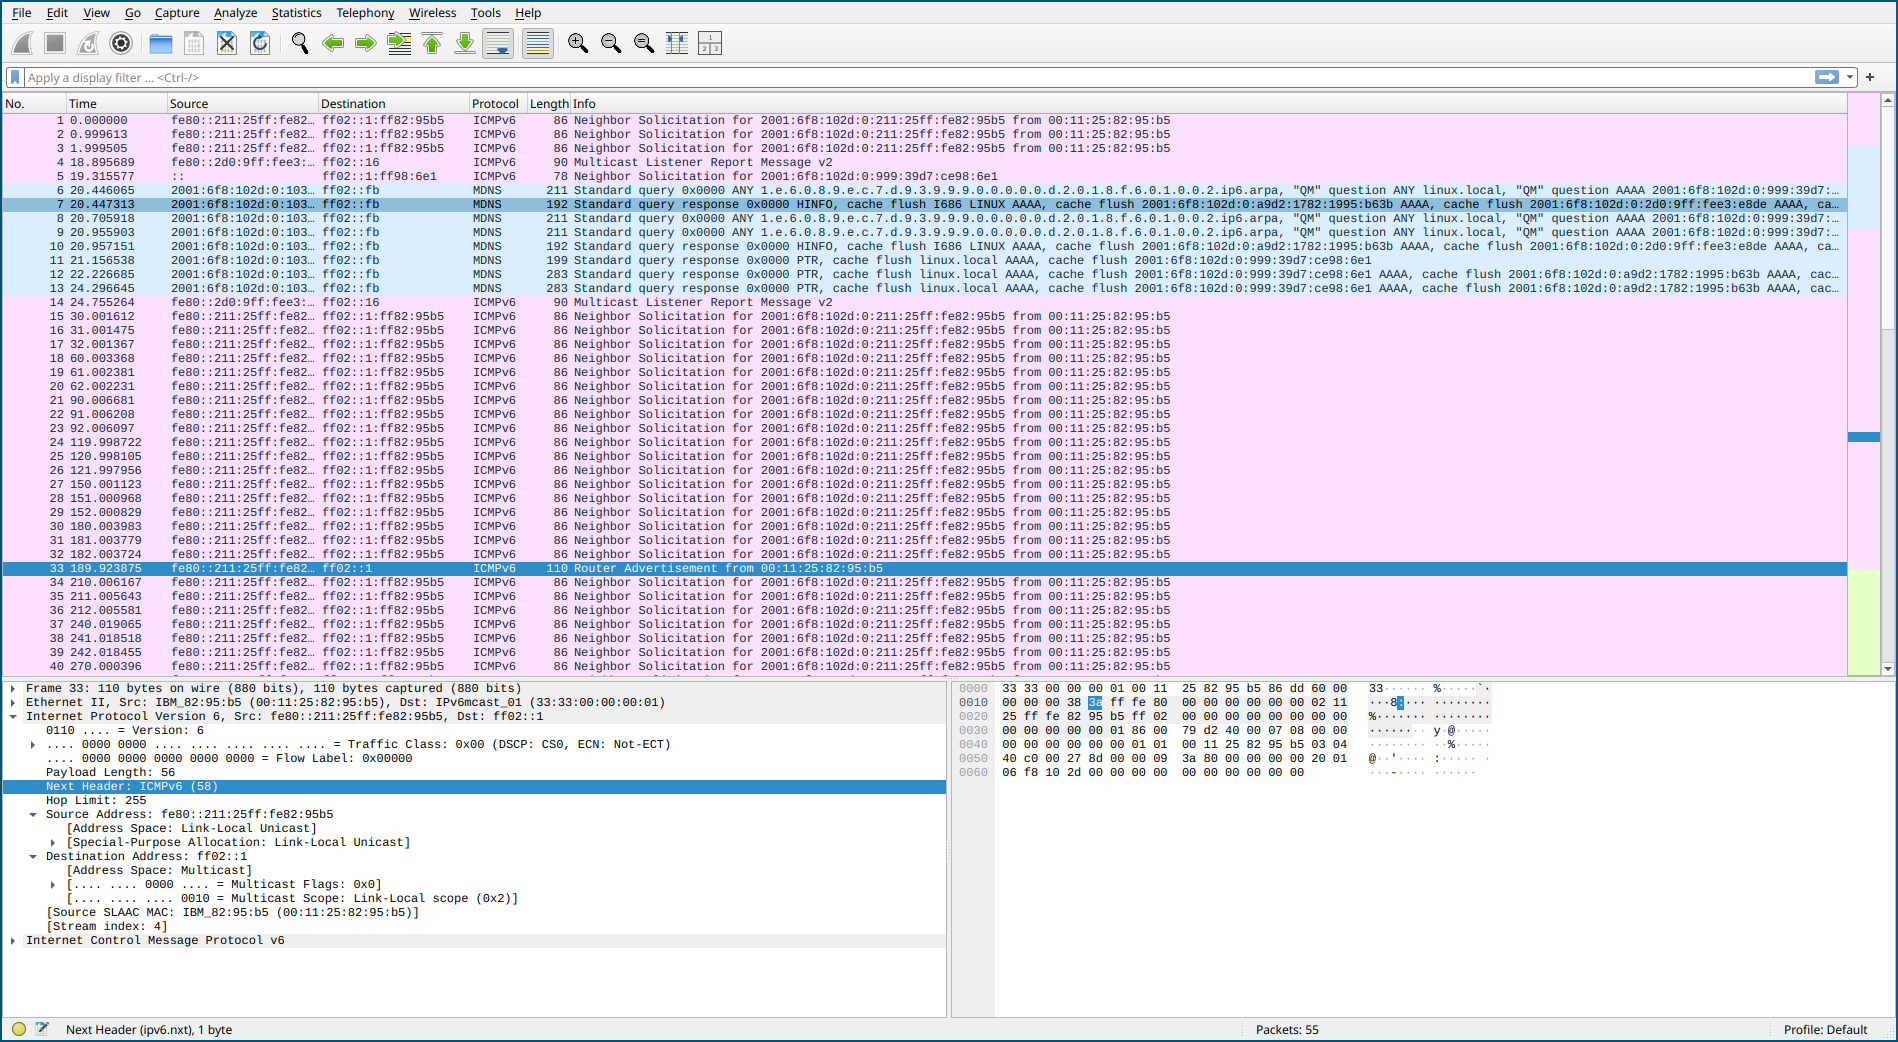 File Edit View Go Capture Analyze Statistics Telephony Wireless Tools Help
Apply a display filter ... <Ctrl-/>
No. Time Source Destination Protocol Length Info
1 0.000000 fe80::211:25ff:fe82… ff02::1:ff82:95b5 ICMPv6 86 Neighbor Solicitation for 2001:6f8:102d:0:211:25ff:fe82:95b5 from 00:11:25:82:95:b5
2 0.999613 fe80::211:25ff:fe82… ff02::1:ff82:95b5 ICMPv6 86 Neighbor Solicitation for 2001:6f8:102d:0:211:25ff:fe82:95b5 from 00:11:25:82:95:b5
3 1.999505 fe80::211:25ff:fe82… ff02::1:ff82:95b5 ICMPv6 86 Neighbor Solicitation for 2001:6f8:102d:0:211:25ff:fe82:95b5 from 00:11:25:82:95:b5
4 18.895689 fe80::2d0:9ff:fee3:… ff02::16 ICMPv6 90 Multicast Listener Report Message v2
5 19.315577 :: ff02::1:ff98:6e1 ICMPv6 78 Neighbor Solicitation for 2001:6f8:102d:0:999:39d7:ce98:6e1
6 20.446065 2001:6f8:102d:0:103… ff02::fb MDNS 211 Standard query 0x0000 ANY 1.e.6.0.8.9.e.c.7.d.9.3.9.9.9.0.0.0.0.0.d.2.0.1.8.f.6.0.1.0.0.2.ip6.arpa, "QM" question ANY linux.local, "QM" question AAAA 2001:6f8:102d:0:999:39d7:…
7 20.447313 2001:6f8:102d:0:103… ff02::fb MDNS 192 Standard query response 0x0000 HINFO, cache flush I686 LINUX AAAA, cache flush 2001:6f8:102d:0:a9d2:1782:1995:b63b AAAA, cache flush 2001:6f8:102d:0:2d0:9ff:fee3:e8de AAAA, ca…
8 20.705918 2001:6f8:102d:0:103… ff02::fb MDNS 211 Standard query 0x0000 ANY 1.e.6.0.8.9.e.c.7.d.9.3.9.9.9.0.0.0.0.0.d.2.0.1.8.f.6.0.1.0.0.2.ip6.arpa, "QM" question ANY linux.local, "QM" question AAAA 2001:6f8:102d:0:999:39d7:…
9 20.955903 2001:6f8:102d:0:103… ff02::fb MDNS 211 Standard query 0x0000 ANY 1.e.6.0.8.9.e.c.7.d.9.3.9.9.9.0.0.0.0.0.d.2.0.1.8.f.6.0.1.0.0.2.ip6.arpa, "QM" question ANY linux.local, "QM" question AAAA 2001:6f8:102d:0:999:39d7:…
10 20.957151 2001:6f8:102d:0:103… ff02::fb MDNS 192 Standard query response 0x0000 HINFO, cache flush I686 LINUX AAAA, cache flush 2001:6f8:102d:0:a9d2:1782:1995:b63b AAAA, cache flush 2001:6f8:102d:0:2d0:9ff:fee3:e8de AAAA, ca…
11 21.156538 2001:6f8:102d:0:103… ff02::fb MDNS 199 Standard query response 0x0000 PTR, cache flush linux.local AAAA, cache flush 2001:6f8:102d:0:999:39d7:ce98:6e1
12 22.226685 2001:6f8:102d:0:103… ff02::fb MDNS 283 Standard query response 0x0000 PTR, cache flush linux.local AAAA, cache flush 2001:6f8:102d:0:999:39d7:ce98:6e1 AAAA, cache flush 2001:6f8:102d:0:a9d2:1782:1995:b63b AAAA, cac…
13 24.296645 2001:6f8:102d:0:103… ff02::fb MDNS 283 Standard query response 0x0000 PTR, cache flush linux.local AAAA, cache flush 2001:6f8:102d:0:999:39d7:ce98:6e1 AAAA, cache flush 2001:6f8:102d:0:a9d2:1782:1995:b63b AAAA, cac…
14 24.755264 fe80::2d0:9ff:fee3:… ff02::16 ICMPv6 90 Multicast Listener Report Message v2
15 30.001612 fe80::211:25ff:fe82… ff02::1:ff82:95b5 ICMPv6 86 Neighbor Solicitation for 2001:6f8:102d:0:211:25ff:fe82:95b5 from 00:11:25:82:95:b5
16 31.001475 fe80::211:25ff:fe82… ff02::1:ff82:95b5 ICMPv6 86 Neighbor Solicitation for 2001:6f8:102d:0:211:25ff:fe82:95b5 from 00:11:25:82:95:b5
17 32.001367 fe80::211:25ff:fe82… ff02::1:ff82:95b5 ICMPv6 86 Neighbor Solicitation for 2001:6f8:102d:0:211:25ff:fe82:95b5 from 00:11:25:82:95:b5
18 60.003368 fe80::211:25ff:fe82… ff02::1:ff82:95b5 ICMPv6 86 Neighbor Solicitation for 2001:6f8:102d:0:211:25ff:fe82:95b5 from 00:11:25:82:95:b5
19 61.002381 fe80::211:25ff:fe82… ff02::1:ff82:95b5 ICMPv6 86 Neighbor Solicitation for 2001:6f8:102d:0:211:25ff:fe82:95b5 from 00:11:25:82:95:b5
20 62.002231 fe80::211:25ff:fe82… ff02::1:ff82:95b5 ICMPv6 86 Neighbor Solicitation for 2001:6f8:102d:0:211:25ff:fe82:95b5 from 00:11:25:82:95:b5
21 90.006681 fe80::211:25ff:fe82… ff02::1:ff82:95b5 ICMPv6 86 Neighbor Solicitation for 2001:6f8:102d:0:211:25ff:fe82:95b5 from 00:11:25:82:95:b5
22 91.006208 fe80::211:25ff:fe82… ff02::1:ff82:95b5 ICMPv6 86 Neighbor Solicitation for 2001:6f8:102d:0:211:25ff:fe82:95b5 from 00:11:25:82:95:b5
23 92.006097 fe80::211:25ff:fe82… ff02::1:ff82:95b5 ICMPv6 86 Neighbor Solicitation for 2001:6f8:102d:0:211:25ff:fe82:95b5 from 00:11:25:82:95:b5
24 119.998722 fe80::211:25ff:fe82… ff02::1:ff82:95b5 ICMPv6 86 Neighbor Solicitation for 2001:6f8:102d:0:211:25ff:fe82:95b5 from 00:11:25:82:95:b5
25 120.998105 fe80::211:25ff:fe82… ff02::1:ff82:95b5 ICMPv6 86 Neighbor Solicitation for 2001:6f8:102d:0:211:25ff:fe82:95b5 from 00:11:25:82:95:b5
26 121.997956 fe80::211:25ff:fe82… ff02::1:ff82:95b5 ICMPv6 86 Neighbor Solicitation for 2001:6f8:102d:0:211:25ff:fe82:95b5 from 00:11:25:82:95:b5
27 150.001123 fe80::211:25ff:fe82… ff02::1:ff82:95b5 ICMPv6 86 Neighbor Solicitation for 2001:6f8:102d:0:211:25ff:fe82:95b5 from 00:11:25:82:95:b5
28 151.000968 fe80::211:25ff:fe82… ff02::1:ff82:95b5 ICMPv6 86 Neighbor Solicitation for 2001:6f8:102d:0:211:25ff:fe82:95b5 from 00:11:25:82:95:b5
29 152.000829 fe80::211:25ff:fe82… ff02::1:ff82:95b5 ICMPv6 86 Neighbor Solicitation for 2001:6f8:102d:0:211:25ff:fe82:95b5 from 00:11:25:82:95:b5
30 180.003983 fe80::211:25ff:fe82… ff02::1:ff82:95b5 ICMPv6 86 Neighbor Solicitation for 2001:6f8:102d:0:211:25ff:fe82:95b5 from 00:11:25:82:95:b5
31 181.003779 fe80::211:25ff:fe82… ff02::1:ff82:95b5 ICMPv6 86 Neighbor Solicitation for 2001:6f8:102d:0:211:25ff:fe82:95b5 from 00:11:25:82:95:b5
32 182.003724 fe80::211:25ff:fe82… ff02::1:ff82:95b5 ICMPv6 86 Neighbor Solicitation for 2001:6f8:102d:0:211:25ff:fe82:95b5 from 00:11:25:82:95:b5
33 189.923875 fe80::211:25ff:fe82… ff02::1 ICMPv6 110 Router Advertisement from 00:11:25:82:95:b5
34 210.006167 fe80::211:25ff:fe82… ff02::1:ff82:95b5 ICMPv6 86 Neighbor Solicitation for 2001:6f8:102d:0:211:25ff:fe82:95b5 from 00:11:25:82:95:b5
35 211.005643 fe80::211:25ff:fe82… ff02::1:ff82:95b5 ICMPv6 86 Neighbor Solicitation for 2001:6f8:102d:0:211:25ff:fe82:95b5 from 00:11:25:82:95:b5
36 212.005581 fe80::211:25ff:fe82… ff02::1:ff82:95b5 ICMPv6 86 Neighbor Solicitation for 2001:6f8:102d:0:211:25ff:fe82:95b5 from 00:11:25:82:95:b5
37 240.019065 fe80::211:25ff:fe82… ff02::1:ff82:95b5 ICMPv6 86 Neighbor Solicitation for 2001:6f8:102d:0:211:25ff:fe82:95b5 from 00:11:25:82:95:b5
38 241.018518 fe80::211:25ff:fe82… ff02::1:ff82:95b5 ICMPv6 86 Neighbor Solicitation for 2001:6f8:102d:0:211:25ff:fe82:95b5 from 00:11:25:82:95:b5
39 242.018455 fe80::211:25ff:fe82… ff02::1:ff82:95b5 ICMPv6 86 Neighbor Solicitation for 2001:6f8:102d:0:211:25ff:fe82:95b5 from 00:11:25:82:95:b5
40 270.000396 fe80::211:25ff:fe82… ff02::1:ff82:95b5 ICMPv6 86 Neighbor Solicitation for 2001:6f8:102d:0:211:25ff:fe82:95b5 from 00:11:25:82:95:b5
Frame 33: 110 bytes on wire (880 bits), 110 bytes captured (880 bits)
Ethernet II, Src: IBM_82:95:b5 (00:11:25:82:95:b5), Dst: IPv6mcast_01 (33:33:00:00:00:01)
Internet Protocol Version 6, Src: fe80::211:25ff:fe82:95b5, Dst: ff02::1
0110 .... = Version: 6
.... 0000 0000 .... .... .... .... .... = Traffic Class: 0x00 (DSCP: CS0, ECN: Not-ECT)
.... 0000 0000 0000 0000 0000 = Flow Label: 0x00000
Payload Length: 56
Next Header: ICMPv6 (58)
Hop Limit: 255
Source Address: fe80::211:25ff:fe82:95b5
[Address Space: Link-Local Unicast]
[Special-Purpose Allocation: Link-Local Unicast]
Destination Address: ff02::1
[Address Space: Multicast]
[.... .... 0000 .... = Multicast Flags: 0x0]
[.... .... .... 0010 = Multicast Scope: Link-Local scope (0x2)]
[Source SLAAC MAC: IBM_82:95:b5 (00:11:25:82:95:b5)]
[Stream index: 4]
Internet Control Message Protocol v6
0000 33 33 00 00 00 01 00 11 25 82 95 b5 86 dd 60 00 33······ %·····`·
0010 00 00 00 38 3a ff fe 80 00 00 00 00 00 00 02 11 ···8:··· ········
0020 25 ff fe 82 95 b5 ff 02 00 00 00 00 00 00 00 00 %······· ········
0030 00 00 00 00 00 01 86 00 79 d2 40 00 07 08 00 00 ········ y·@·····
0040 00 00 00 00 00 00 01 01 00 11 25 82 95 b5 03 04 ········ ··%·····
0050 40 c0 00 27 8d 00 00 09 3a 80 00 00 00 00 20 01 @··'···· :····· ·
0060 06 f8 10 2d 00 00 00 00 00 00 00 00 00 00 ···-···· ······
Next Header (ipv6.nxt), 1 byte
Packets: 55
Profile: Default